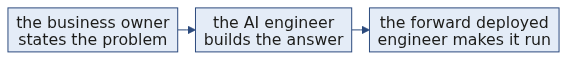 the business owner
states the problem
the AI engineer
builds the answer
the forward deployed
engineer makes it run